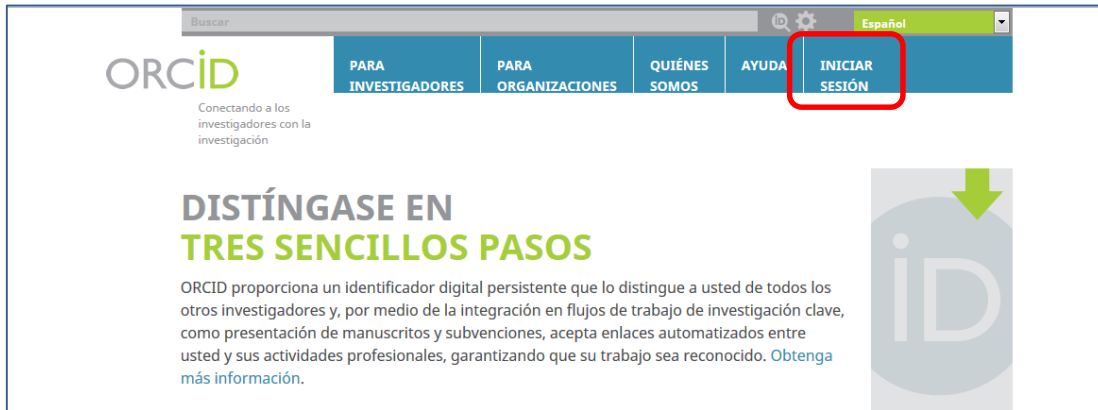 Buscar
iD
Español
ORCiD
PARA INVESTIGADORES
PARA ORGANIZACIONES
QUIÉNES SOMOS
AYUDA
INICIAR SESIÓN
Conectando a los
investigadores con la
investigación
DISTÍNGASE EN
TRES SENCILLOS PASOS
ORCID proporciona un identificador digital persistente que lo distingue a usted de todos los
otros investigadores y, por medio de la integración en flujos de trabajo de investigación clave,
como presentación de manuscritos y subvenciones, acepta enlaces automatizados entre
usted y sus actividades profesionales, garantizando que su trabajo sea reconocido. Obtenga
más información.
iD